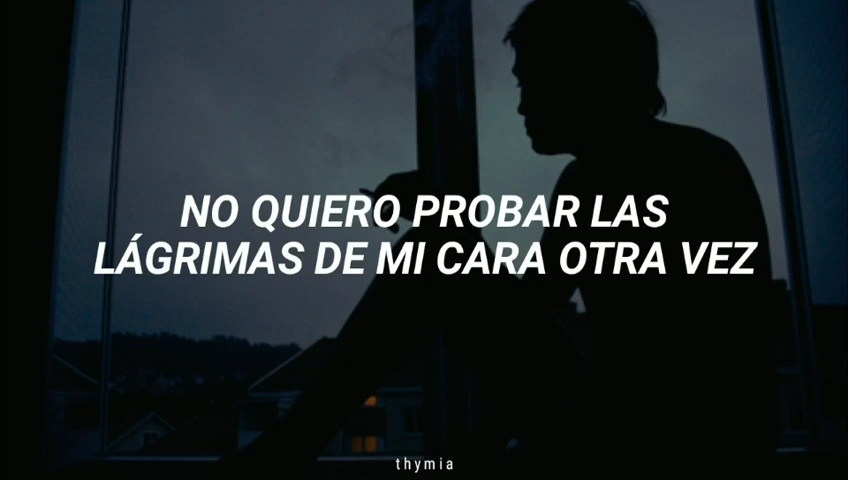 NO QUIERO PROBAR LAS
LÁGRIMAS DE MI CARA OTRA VEZ
thymia